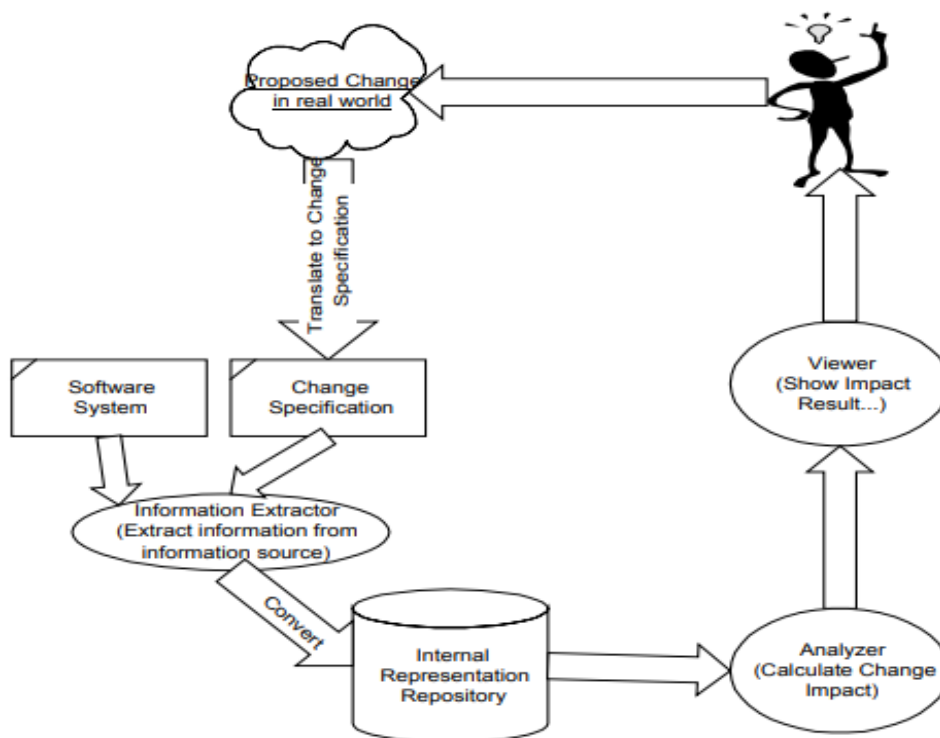 Proposed Change
in real world
Translate to Change
Specification
Software
System
Change
Specification
Information Extractor
(Extract information from
information source)
Convert
Internal
Representation
Repository
Analyzer
(Calculate Change
Impact)
Viewer
(Show Impact
Result...)